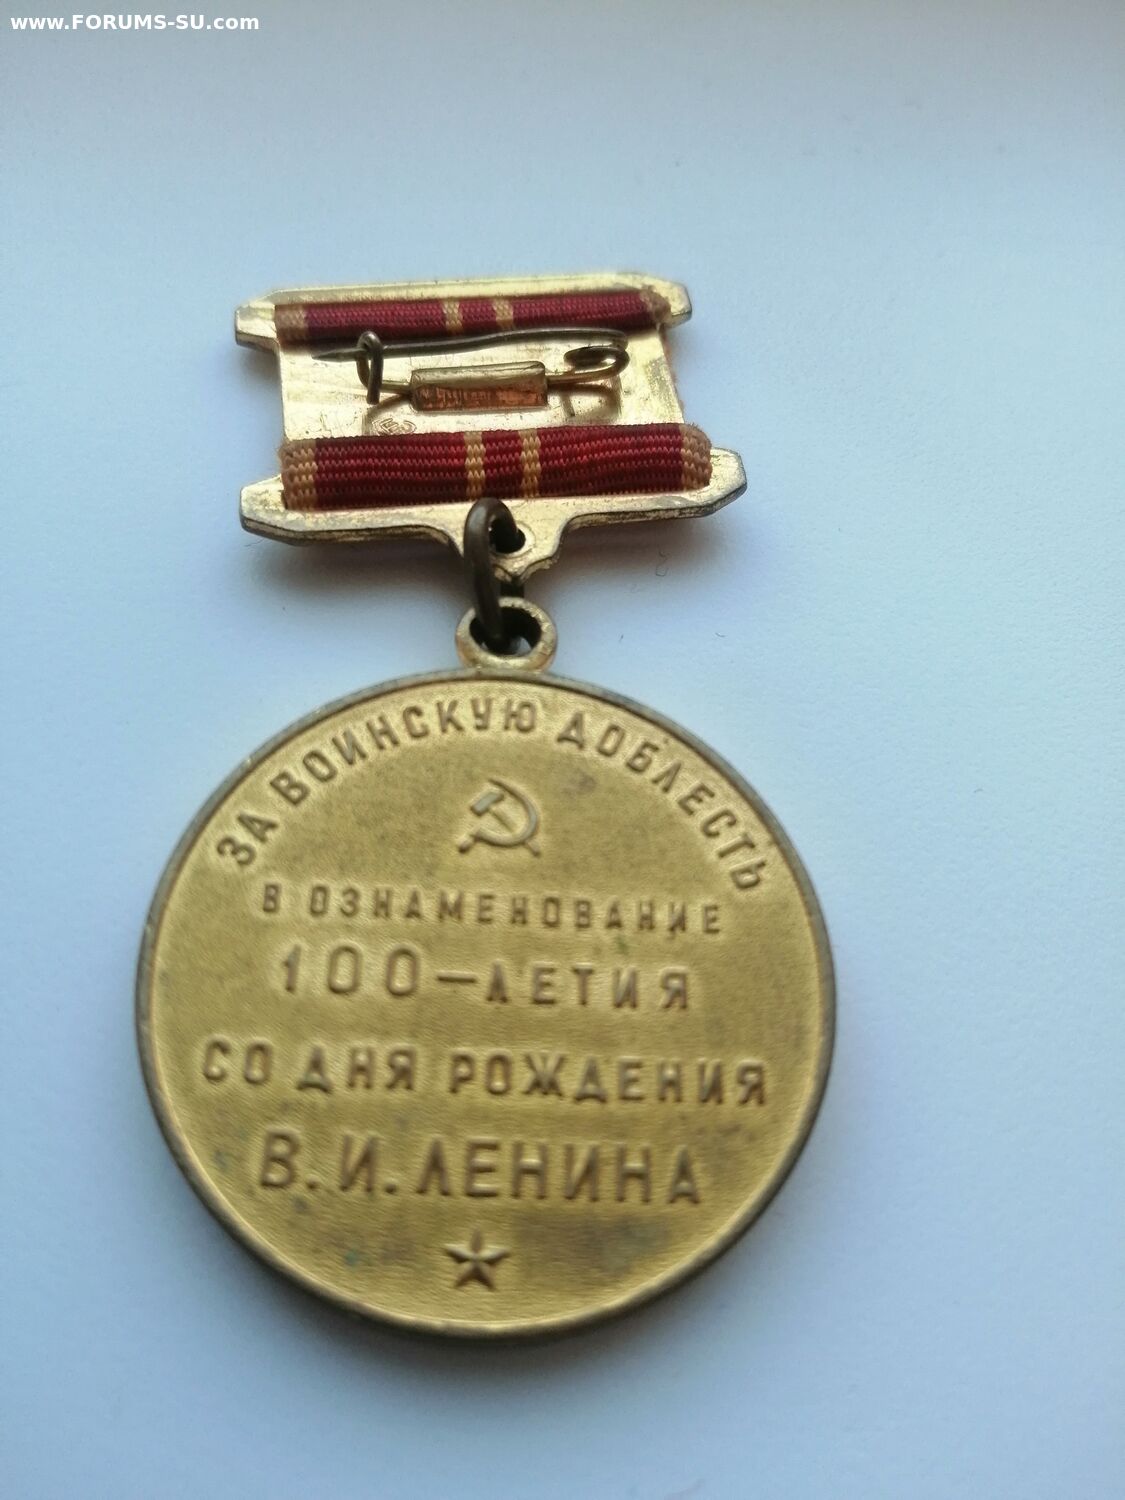 www.FORUMS-SU.com
ЗА ВОИНСКУЮ ДОБЛЕСТЬ
В ОЗНАМЕНОВАНИЕ
100-ЛЕТИЯ
СО ДНЯ РОЖДЕНИЯ
В.И.ЛЕНИНА